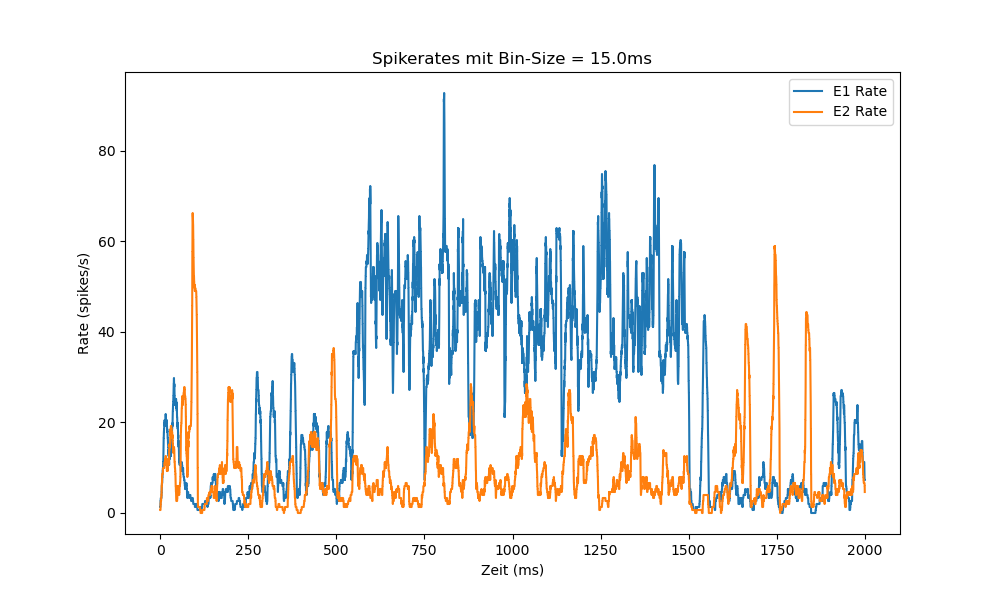 Spikerates mit Bin-Size = 15.0ms
E1 Rate
E2 Rate
80
60
40
20
0
Rate (spikes/s)
0 250 500 750 1000 1250 1500 1750 2000
Zeit (ms)